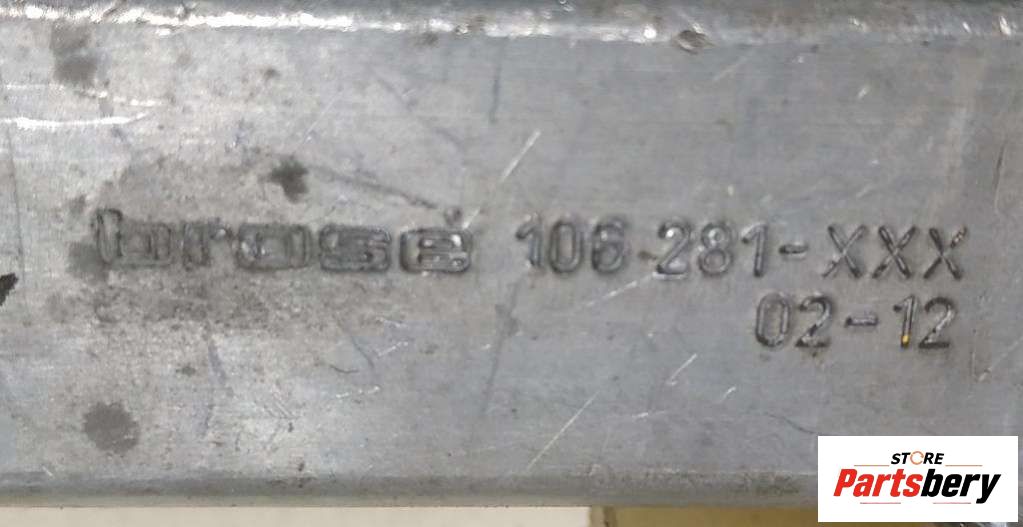 brose 106 281-XXX
02-12
STORE
Partsbery